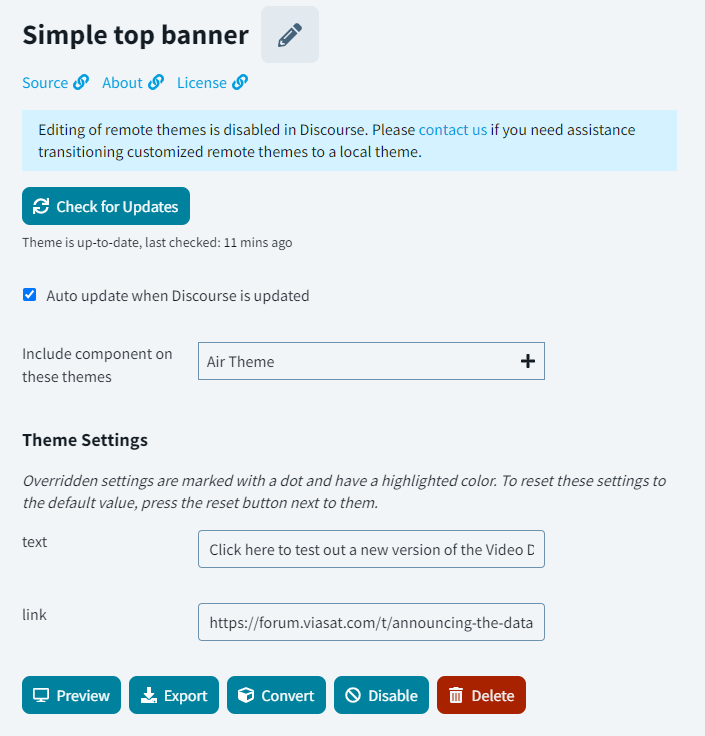 Simple top banner
Source About License
Editing of remote themes is disabled in Discourse. Please contact us if you need assistance
transitioning customized remote themes to a local theme.
Check for Updates
Theme is up-to-date, last checked: 11 mins ago
Auto update when Discourse is updated
Include component on
these themes
Air Theme
Theme Settings
Overridden settings are marked with a dot and have a highlighted color. To reset these settings to
the default value, press the reset button next to them.
text
Click here to test out a new version of the Video D
link
https://forum.viasat.com/t/announcing-the-data
Preview Export Convert Disable Delete